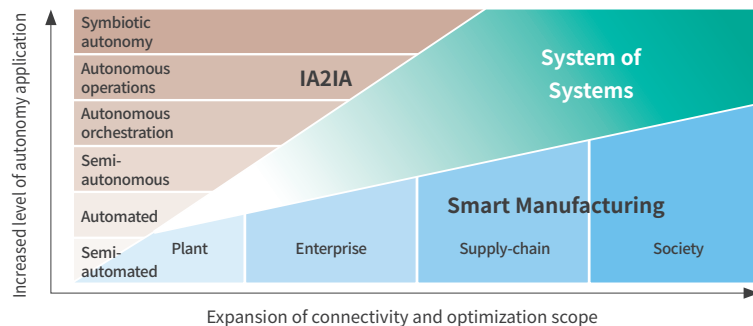 Increased level of autonomy application
Symbiotic
autonomy
Autonomous
operations
Autonomous
orchestration
Semi-
autonomous
Automated
Semi-
automated
IA2IA
System of
Systems
Smart Manufacturing
Plant
Enterprise
Supply-chain
Society
Expansion of connectivity and optimization scope